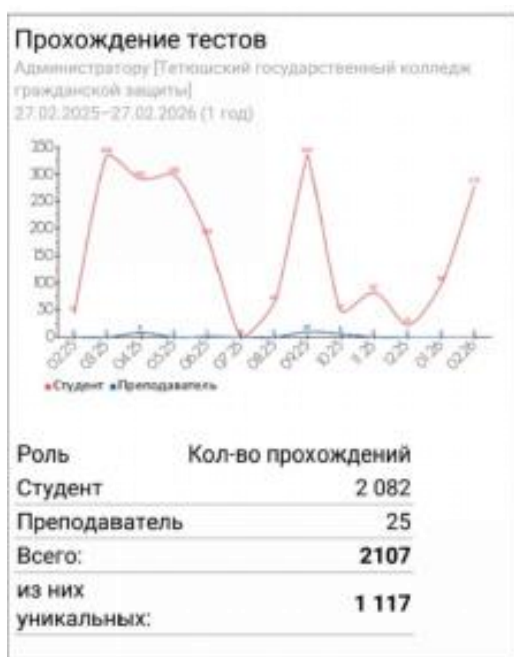 Прохождение тестов
Администратору [Тетюшский государственный колледж
гражданской защиты]
27.02.2025–27.02.2026 (1 год)
350
300
250
200
150
100
50
0
02.25 03.25 04.25 05.25 06.25 07.25 08.25 09.25 10.25 11.25 12.25 01.26 02.26
Студент Преподаватель
Роль Кол-во прохождений
Студент 2 082
Преподаватель 25
Всего: 2107
из них
уникальных: 1 117